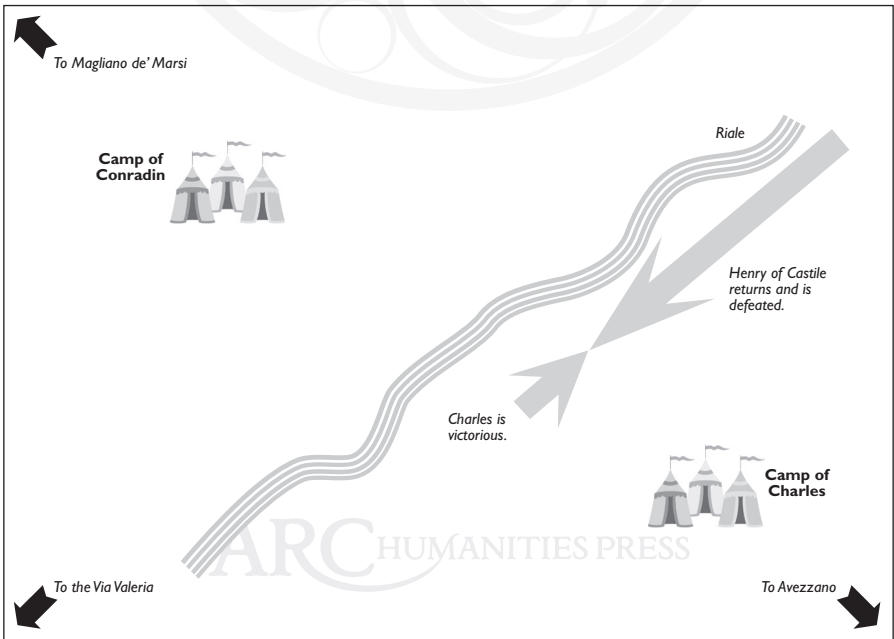 To Magliano de' Marsi
Riale
Camp of
Conradin
Henry of Castile
returns and is
defeated.
Charles is
victorious.
Camp of
Charles
ARC HUMANITIES PRESS
To the Via Valeria
To Avezzano